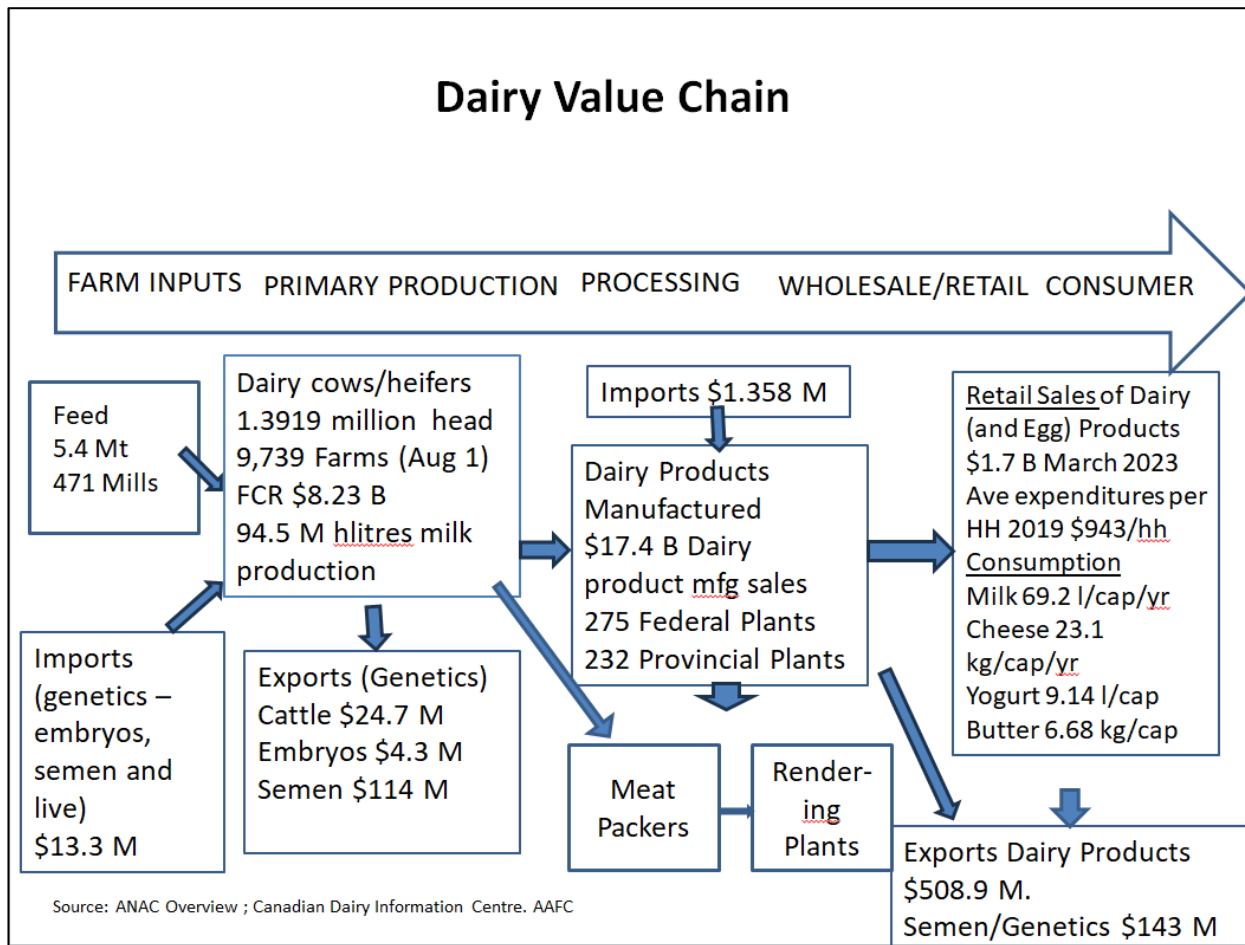 Dairy Value Chain
FARM INPUTS
PRIMARY PRODUCTION
PROCESSING
WHOLESALE/RETAIL
CONSUMER
Feed
5.4 Mt
471 Mills
Dairy cows/heifers
1.3919 million head
9,739 Farms (Aug 1)
FCR $8.23 B
94.5 M hlitres milk
production
Imports $1.358 M
Dairy Products
Manufactured
$17.4 B Dairy
product mfg sales
275 Federal Plants
232 Provincial Plants
Retail Sales of Dairy
(and Egg) Products
$1.7 B March 2023
Ave expenditures per
HH 2019 $943/hh
Consumption
Milk 69.2 l/cap/yr
Cheese 23.1
kg/cap/yr
Yogurt 9.14 l/cap
Butter 6.68 kg/cap
Imports
(genetics –
embryos,
semen and
live)
$13.3 M
Exports (Genetics)
Cattle $24.7 M
Embryos $4.3 M
Semen $114 M
Meat
Packers
Render-
ing
Plants
Exports Dairy Products
$508.9 M.
Semen/Genetics $143 M
Source: ANAC Overview ; Canadian Dairy Information Centre. AAFC